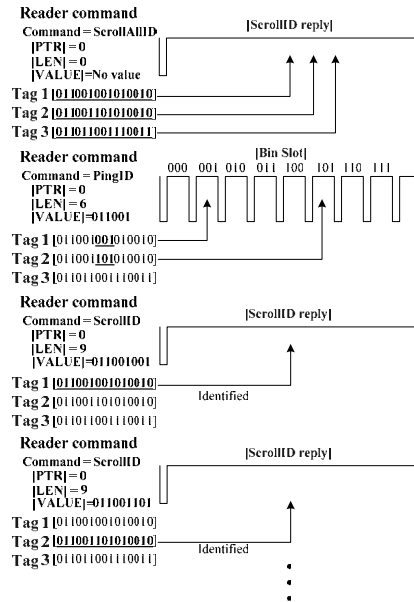 Reader command
Command = ScrollAllID
|ScrollID reply|
|PTR| = 0
|LEN| = 0
|VALUE|=No value
Tag 1 [011001001010010]
Tag 2 [011001101010010]
Tag 3 [011011001110011]
Reader command
|Bin Slot|
Command = PingID
000 001 010 011 100 101 110 111
|PTR| = 0
|LEN| = 6
|VALUE|=011001
Tag 1 [011001001010010]
Tag 2 [011001101010010]
Tag 3 [011011001110011]
Reader command
Command = ScrollID
|ScrollID reply|
|PTR| = 0
|LEN| = 9
|VALUE| =011001001
Tag 1 [011001001010010]
Identified
Tag 2 [011001101010010]
Tag 3 [011011001110011]
Reader command
Command = ScrollID
|ScrollID reply|
|PTR| = 0
|LEN| = 9
|VALUE| =011001101
Tag 1 [011001001010010]
Tag 2 [011001101010010]
Identified
Tag 3 [011011001110011]